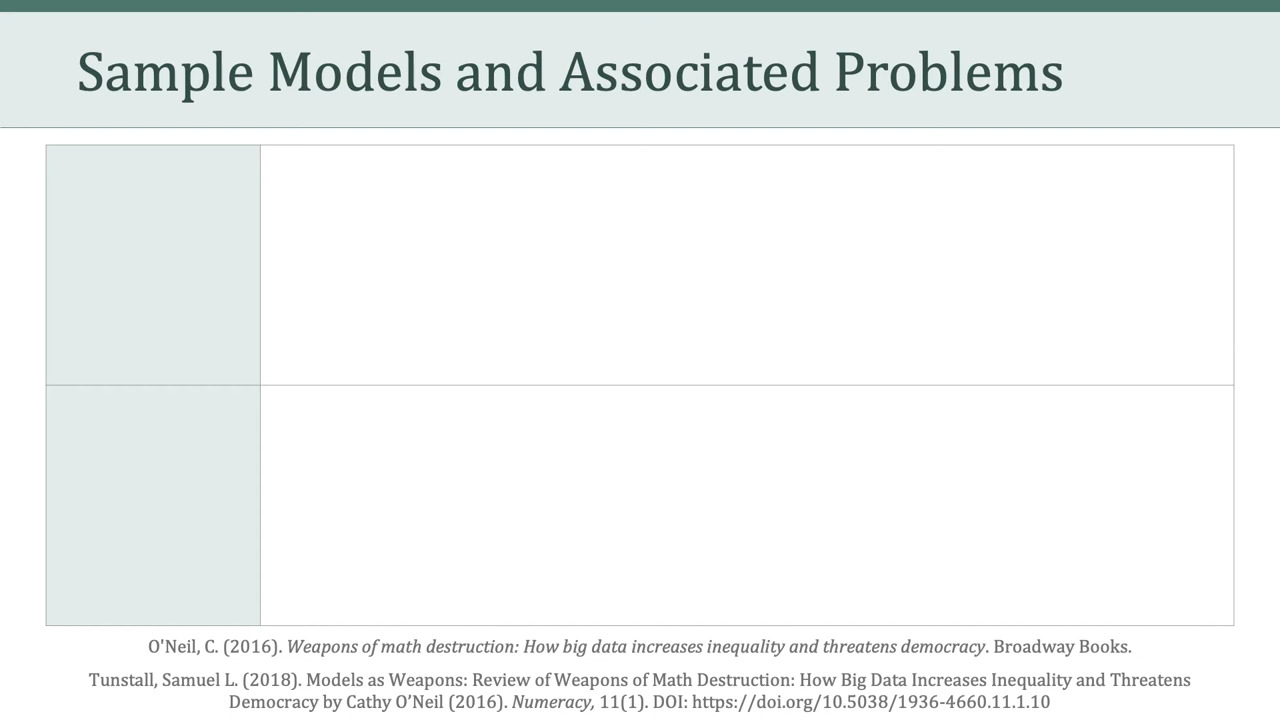 Sample Models and Associated Problems
O'Neil, C. (2016). Weapons of math destruction: How big data increases inequality and threatens democracy. Broadway Books.
Tunstall, Samuel L. (2018). Models as Weapons: Review of Weapons of Math Destruction: How Big Data Increases Inequality and Threatens
Democracy by Cathy O’Neil (2016). Numeracy, 11(1). DOI: https://doi.org/10.5038/1936-4660.11.1.10